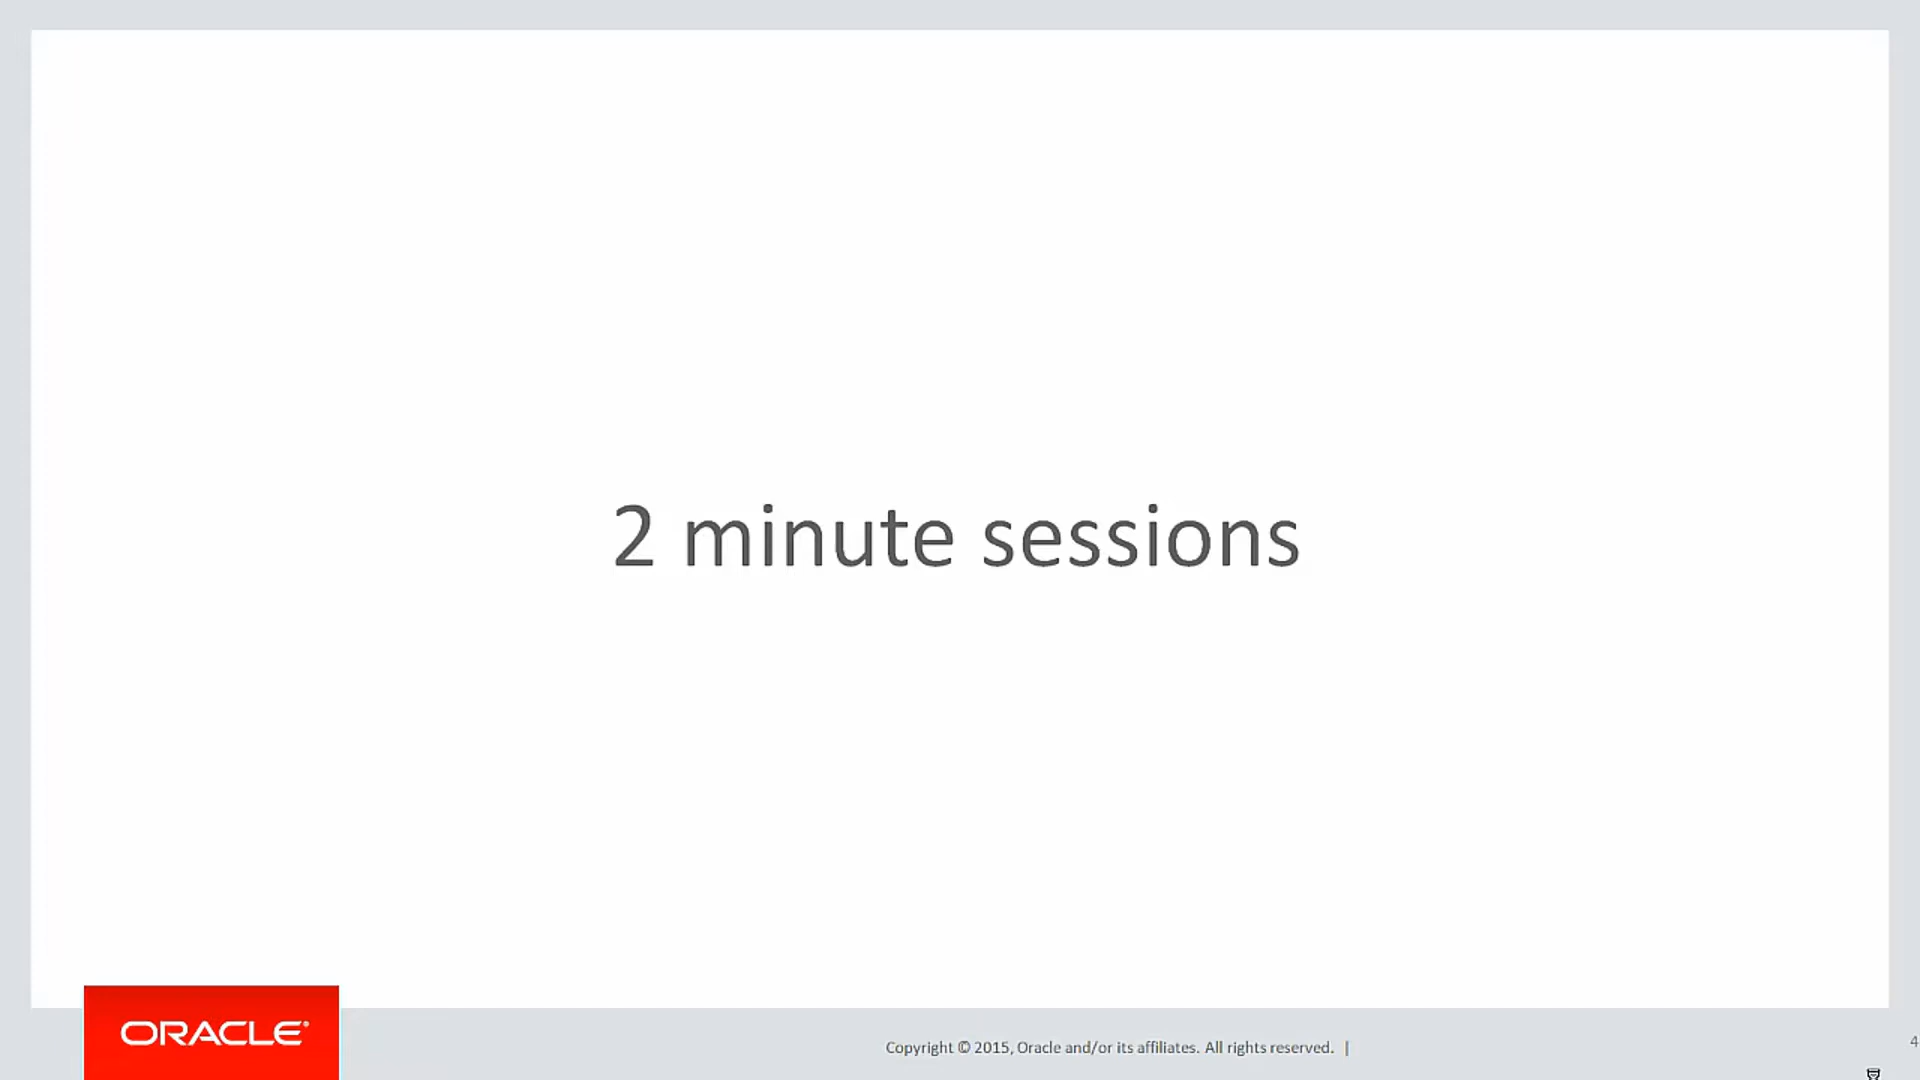 2 minute sessions
ORACLE®
Copyright © 2015, Oracle and/or its affiliates. All rights reserved. |
4